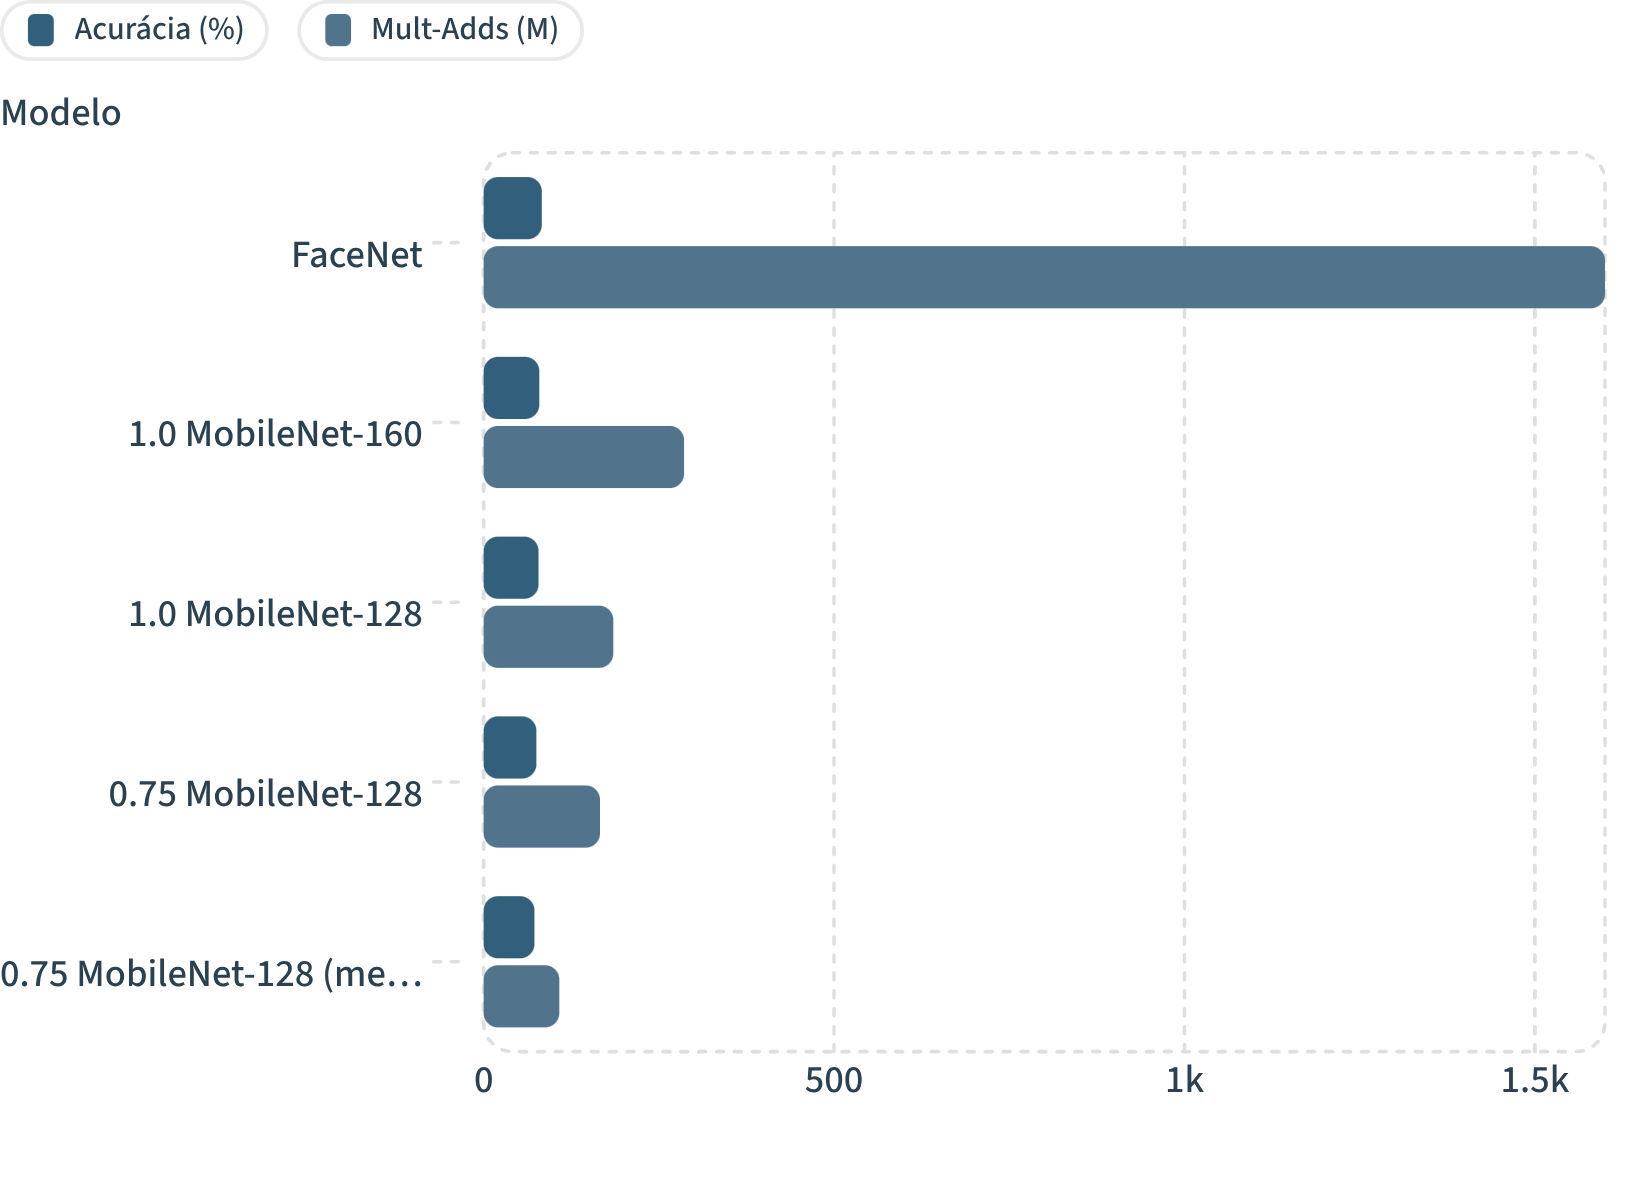 Acurácia (%) Mult-Adds (M)
Modelo
FaceNet
1.0 MobileNet-160
1.0 MobileNet-128
0.75 MobileNet-128
0.75 MobileNet-128 (me…
0 500 1k 1.5k